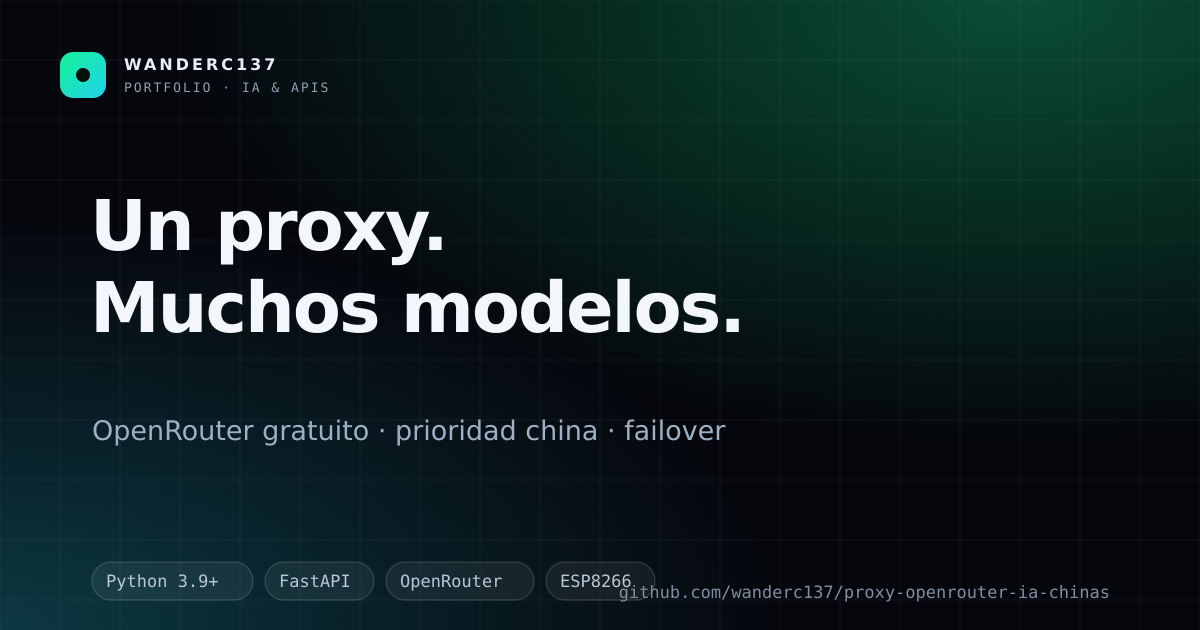 WANDERC137
PORTFOLIO · IA & APIS
Un proxy.
Muchos modelos.
OpenRouter gratuito · prioridad china · failover
Python 3.9+
FastAPI
OpenRouter
ESP8266
github.com/wanderc137/proxy-openrouter-ia-chinas